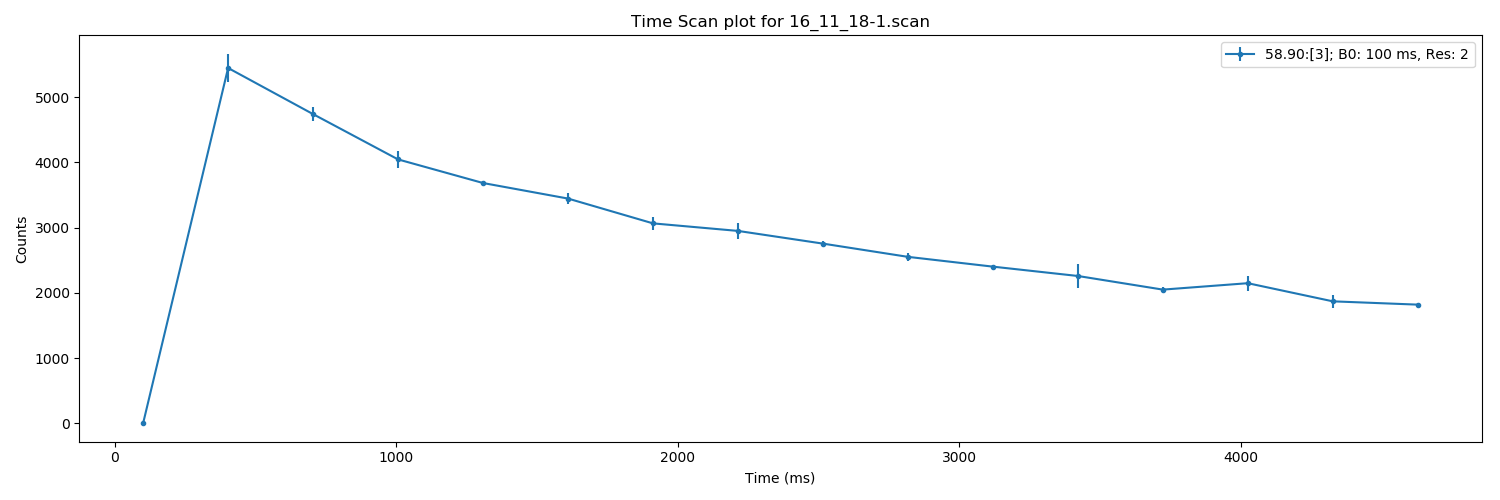 Time Scan plot for 16_11_18-1.scan
58.90:[3]; B0: 100 ms, Res: 2
Counts
5000
4000
3000
2000
1000
0
0 1000 2000 3000 4000
Time (ms)